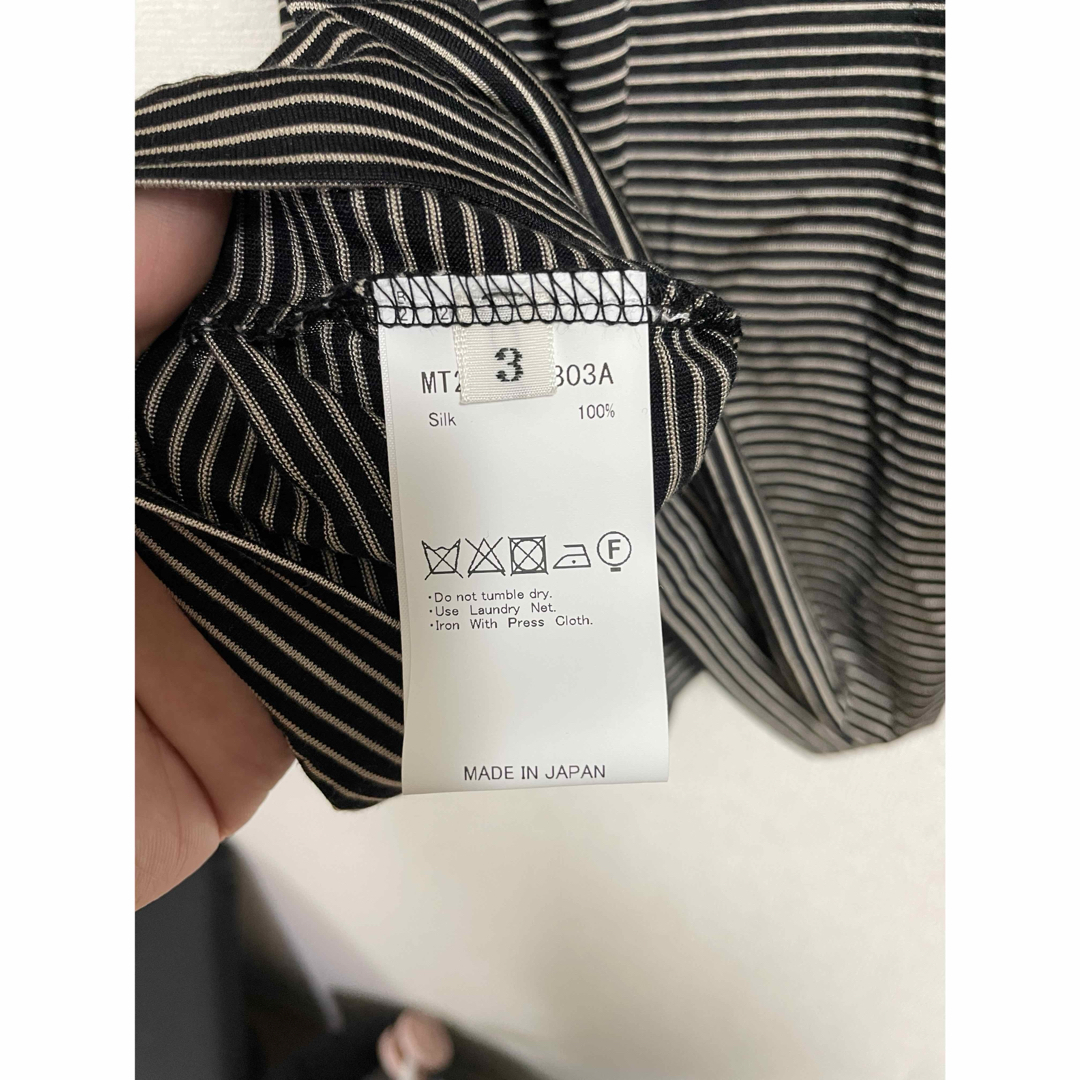 3
MT2 303A
Silk 100%
F
·Do not tumble dry.
·Use Laundry Net.
·Iron With Press Cloth.
MADE IN JAPAN